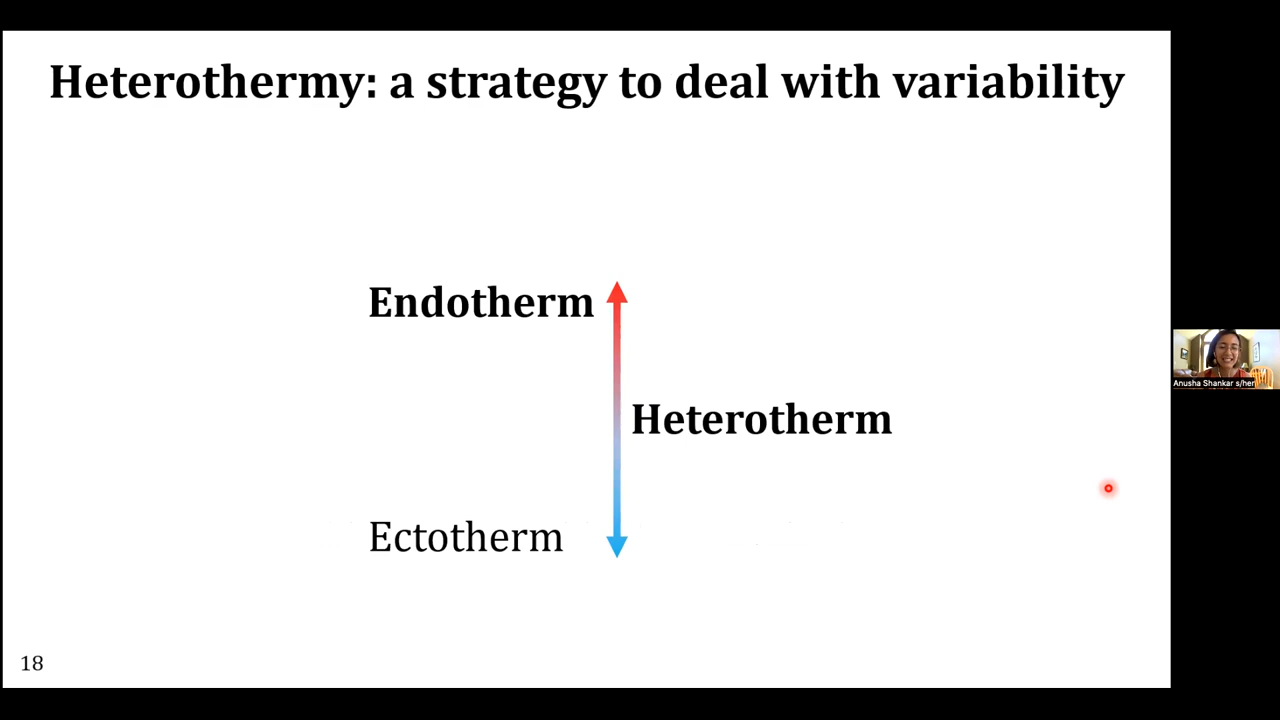 Heterothermy: a strategy to deal with variability
Endotherm
Heterotherm
Ectotherm
Anusha Shankar s/her
18